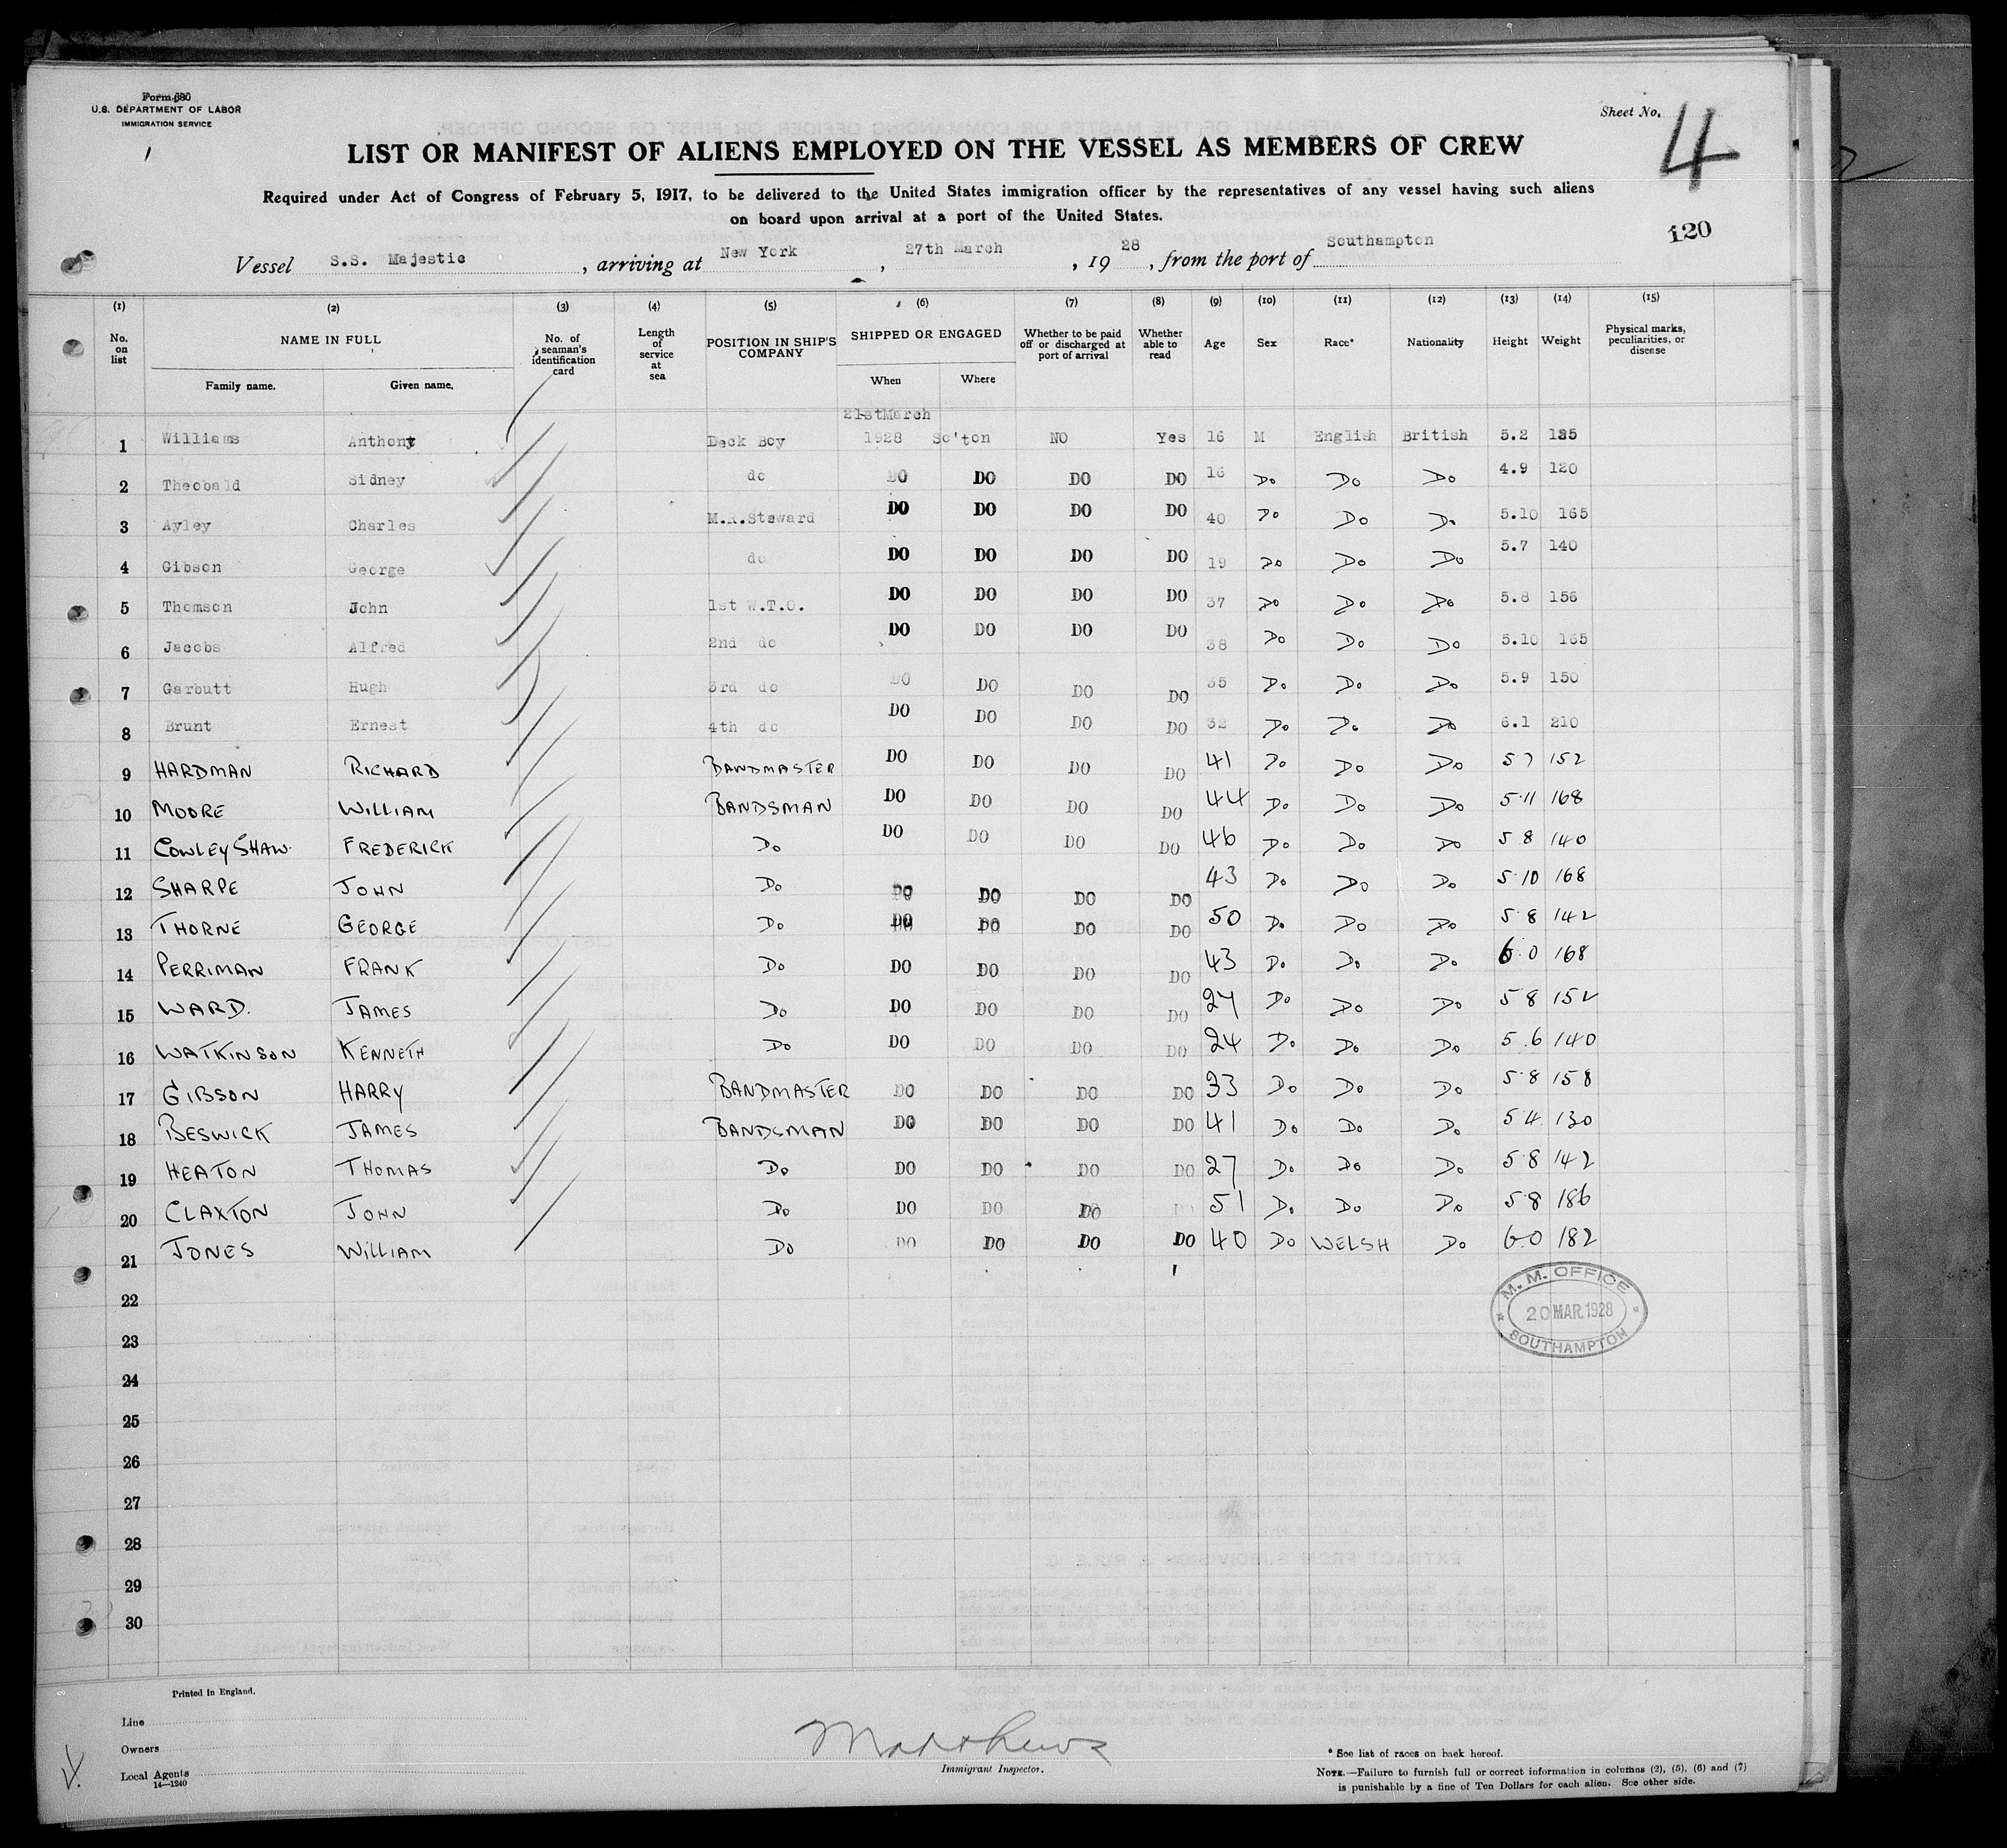 Form 680
U.S. DEPARTMENT OF LABOR
IMMIGRATION SERVICE
Sheet No. 4
LIST OR MANIFEST OF ALIENS EMPLOYED ON THE VESSEL AS MEMBERS OF CREW
Required under Act of Congress of February 5, 1917, to be delivered to the United States immigration officer by the representatives of any vessel having such aliens
on board upon arrival at a port of the United States.
120
Vessel S.S. Majestic, arriving at New York, 27th March, 1928, from the port of Southampton
(1) (2) (3) (4) (5) (6) (7) (8) (9) (10) (11) (12) (13) (14) (15)
No. on list NAME IN FULL No. of seaman's identification card Length of service at sea POSITION IN SHIP'S COMPANY SHIPPED OR ENGAGED Whether to be paid off or discharged at port of arrival Whether able to read Age Sex Race* Nationality Height Weight Physical marks, peculiarities, or disease
Family name. Given name. When Where
21stMarch
1 Williams Anthony Deck Boy 1928 So'ton NO Yes 16 M English British 5.2 125
2 Theobald Sidney do DO DO DO DO 16 Do Do Do 4.9 120
3 Ayley Charles M.R.Steward DO DO DO DO 40 Do Do Do 5.10 165
4 Gibson George do DO DO DO DO 19 Do Do Do 5.7 140
5 Thomson John 1st W.T.O. DO DO DO DO 37 Do Do Do 5.8 156
6 Jacobs Alfred 2nd do DO DO DO DO 38 Do Do Do 5.10 165
7 Garbutt Hugh 3rd do DO DO DO DO 35 Do Do Do 5.9 150
8 Brunt Ernest 4th do DO DO DO DO 32 Do Do Do 6.1 210
9 HARDMAN RICHARD BANDMASTER DO DO DO DO 41 Do Do Do 5 7 152
10 MOORE WILLIAM BANDSMAN DO DO DO DO 44 Do Do Do 5.11 168
11 COWLEY SHAW. FREDERICK Do DO DO DO DO 46 Do Do Do 5 8 140
12 SHARPE JOHN Do DO DO DO DO 43 Do Do Do 5.10 168
13 THORNE GEORGE Do DO DO DO DO 50 Do Do Do 5 8 142
14 PERRIMAN FRANK Do DO DO DO DO 43 Do Do Do 6.0 168
15 WARD. JAMES Do DO DO DO DO 27 Do Do Do 5 8 152
16 WATKINSON KENNETH Do DO DO DO DO 24 Do Do Do 5.6 140
17 GIBSON HARRY BANDMASTER DO DO DO DO 33 Do Do Do 5.8 158
18 BESWICK JAMES BANDSMAN DO DO DO DO 41 Do Do Do 5 4 130
19 HEATON THOMAS Do DO DO DO DO 27 Do Do Do 5.8 142
20 CLAXTON JOHN Do DO DO DO DO 51 Do Do Do 5.8 186
21 JONES WILLIAM Do DO DO DO DO 40 Do WELSH Do 6.0 182
22
23
24
25
26
27
28
29
30
M. M. OFFICE
20 MAR. 1928
SOUTHAMPTON
Printed in England.
Line
Owners
Local Agents
14—1240
Matthews
Immigrant Inspector.
* See list of races on back hereof.
NOTE.—Failure to furnish full or correct information in columns (2), (5), (6) and (7)
is punishable by a fine of Ten Dollars for each alien. See other side.